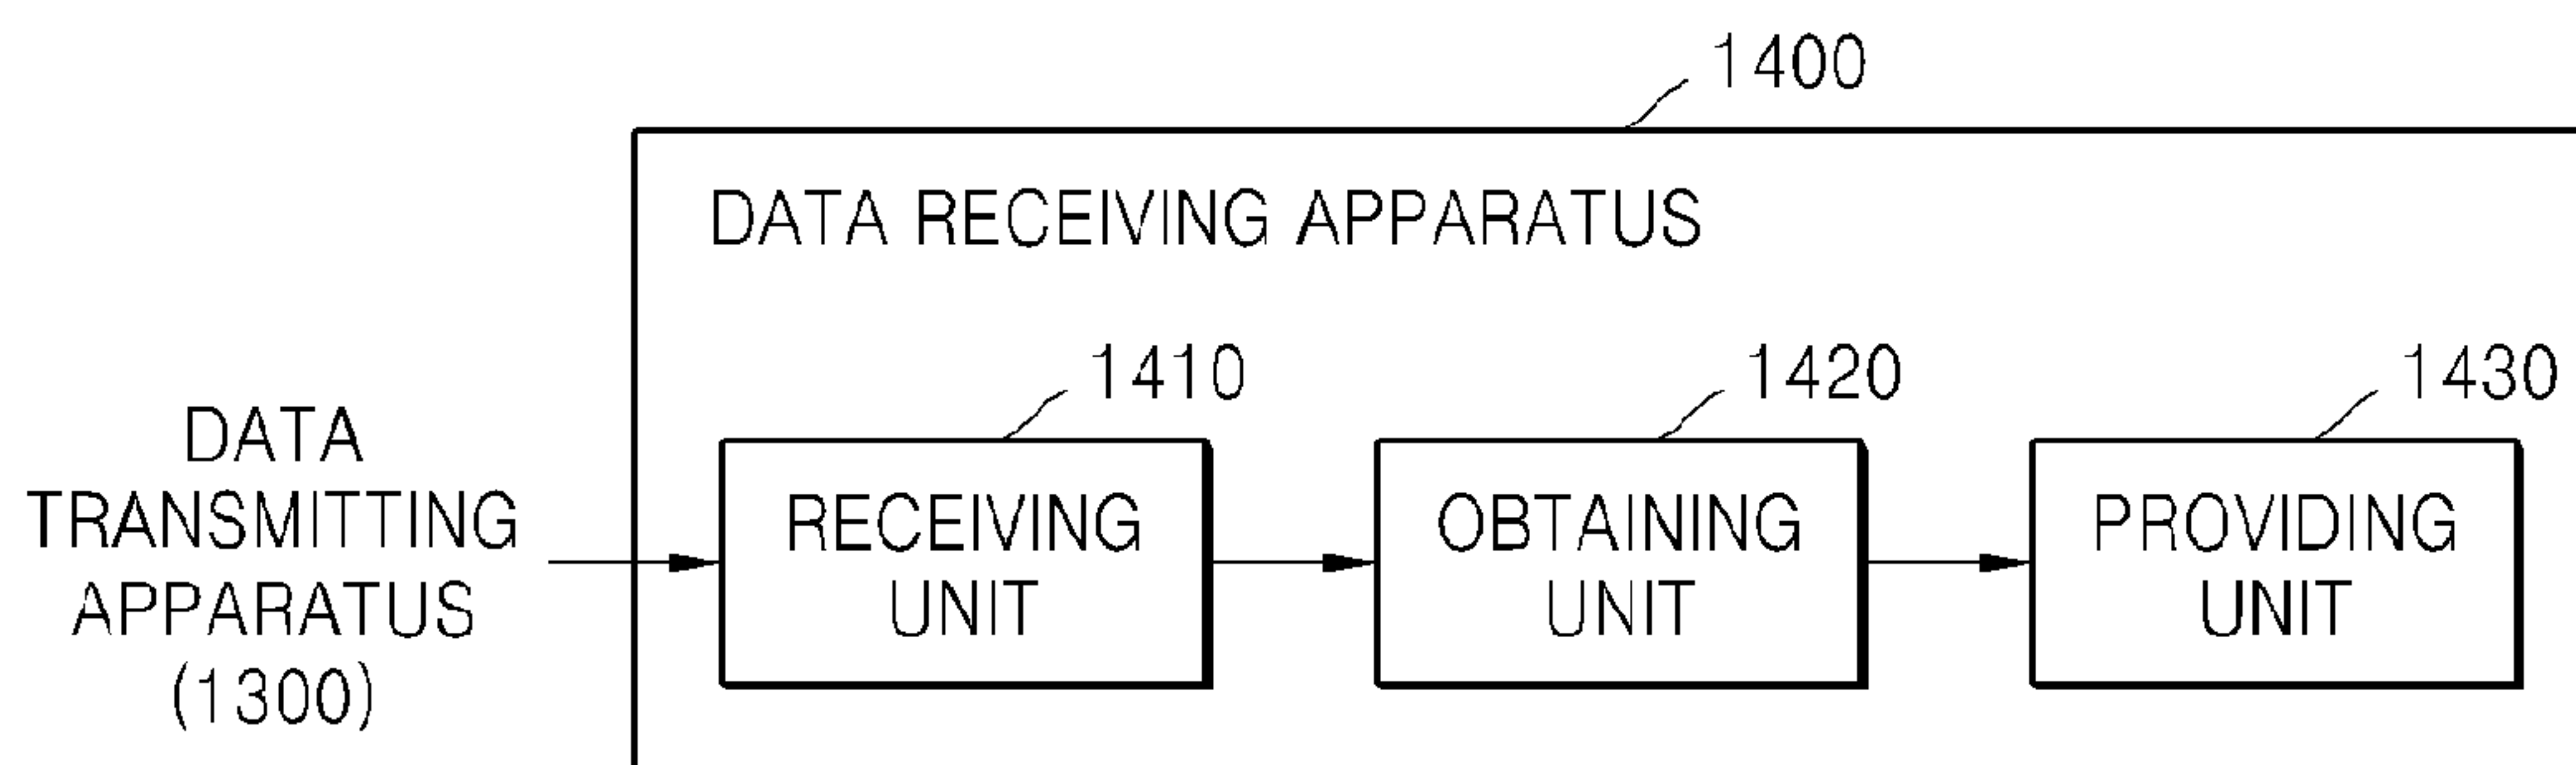 1400
DATA RECEIVING APPARATUS
1410
1420
1430
DATA
TRANSMITTING
APPARATUS
(1300)
RECEIVING
UNIT
OBTAINING
UNIT
PROVIDING
UNIT